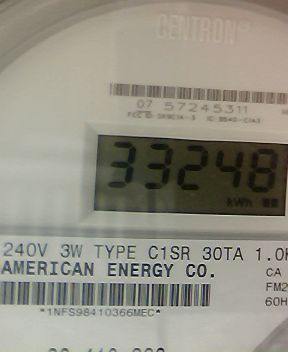 CENTRON®
07 57245311
33248
kWh
240V 3W TYPE C1SR 30TA 1.0
AMERICAN ENERGY CO.
CA
FM2
60H
*1NFS98410366MEC*